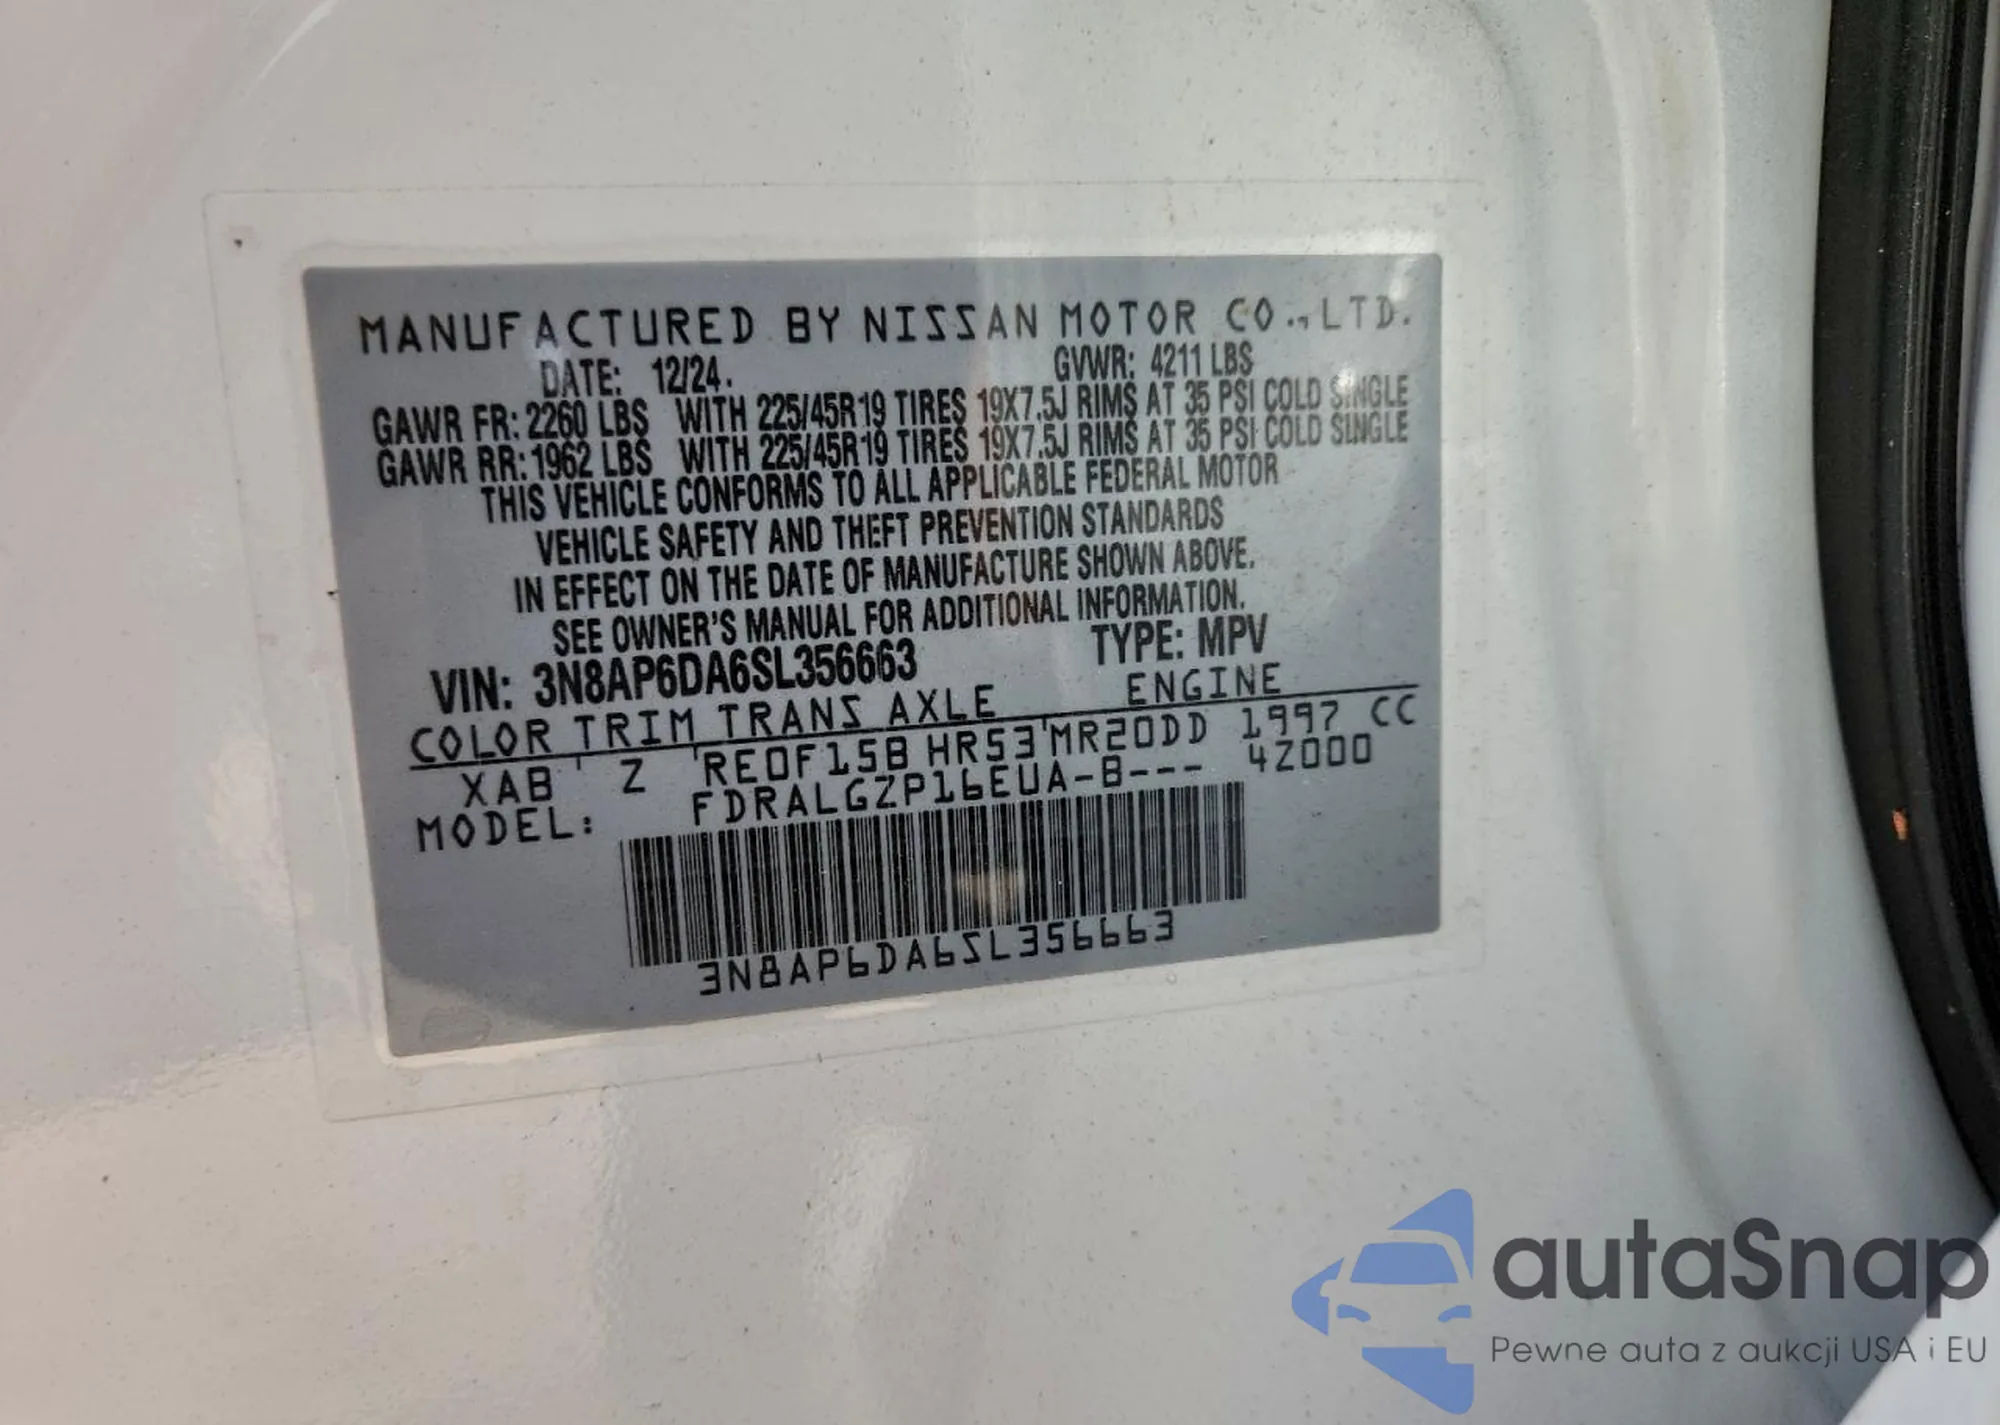 MANUFACTURED BY NISSAN MOTOR CO., LTD.
DATE: 12/24. GVWR: 4211 LBS
GAWR FR: 2260 LBS WITH 225/45R19 TIRES 19X7.5J RIMS AT 35 PSI COLD SINGLE
GAWR RR: 1962 LBS WITH 225/45R19 TIRES 19X7.5J RIMS AT 35 PSI COLD SINGLE
THIS VEHICLE CONFORMS TO ALL APPLICABLE FEDERAL MOTOR
VEHICLE SAFETY AND THEFT PREVENTION STANDARDS
IN EFFECT ON THE DATE OF MANUFACTURE SHOWN ABOVE.
SEE OWNER'S MANUAL FOR ADDITIONAL INFORMATION.
VIN: 3N8AP6DA6SL356663 TYPE: MPV
COLOR TRIM TRANS AXLE ENGINE
XAB Z RE0F15B HR53 MR20DD 1997 CC
MODEL: FDRALGZP16EUA-B--- 4Z000
3N8AP6DA6SL356663
autaSnap
Pewne auta z aukcji USA i EU